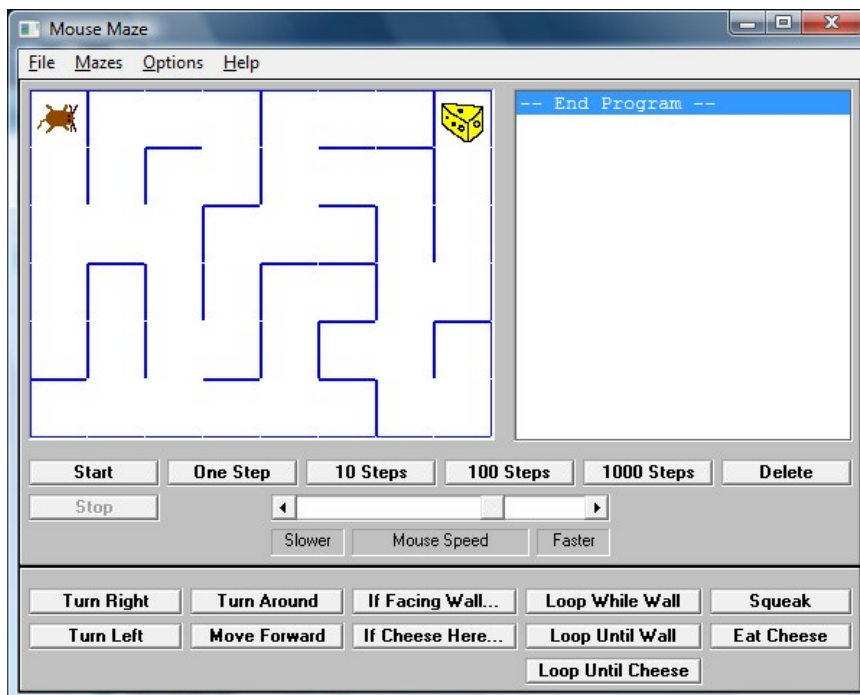 Mouse Maze
File Mazes Options Help
-- End Program --
Start One Step 10 Steps 100 Steps 1000 Steps Delete
Stop
Slower Mouse Speed Faster
Turn Right Turn Around If Facing Wall... Loop While Wall Squeak
Turn Left Move Forward If Cheese Here... Loop Until Wall Eat Cheese
Loop Until Cheese